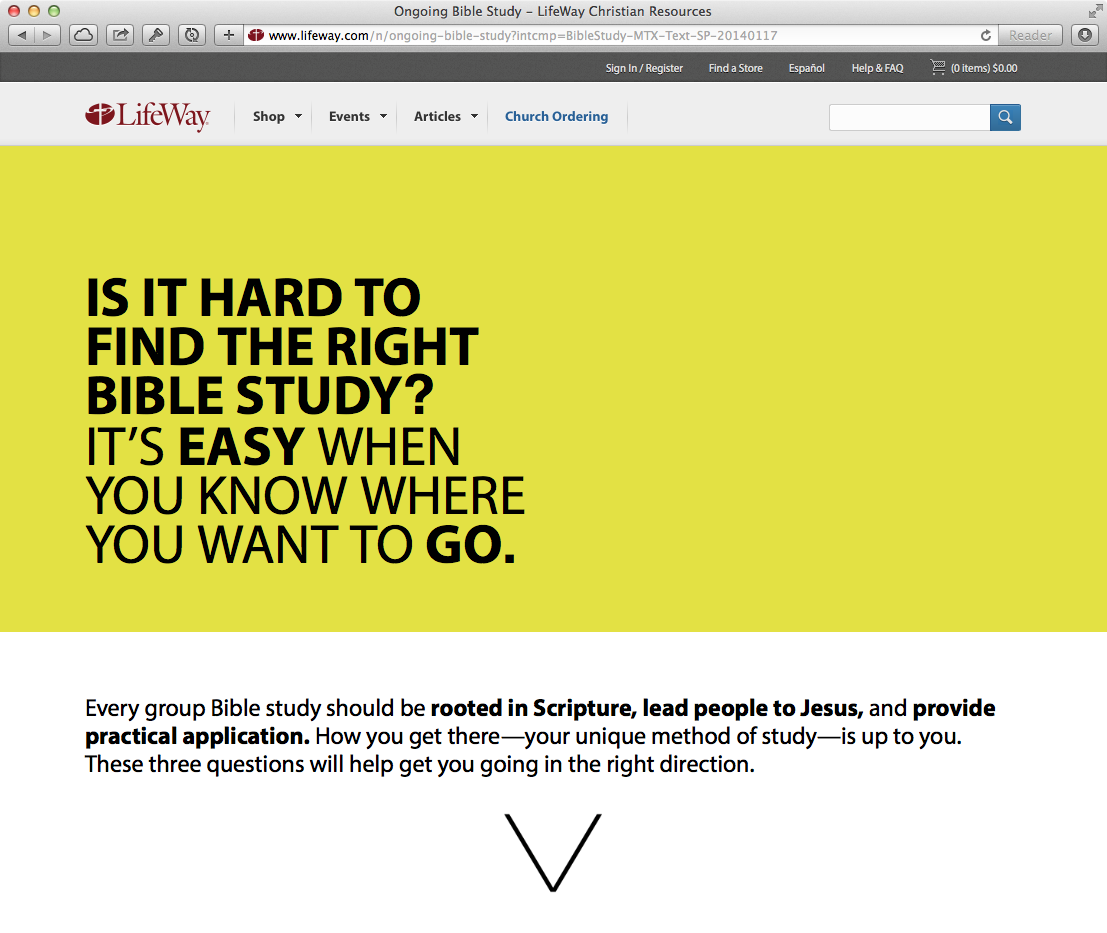 Ongoing Bible Study – LifeWay Christian Resources
www.lifeway.com/n/ongoing-bible-study?intcmp=BibleStudy-MTX-Text-SP-20140117 Reader
Sign In / Register Find a Store Español Help & FAQ (0 items) $0.00
LifeWay Shop Events Articles Church Ordering
IS IT HARD TO
FIND THE RIGHT
BIBLE STUDY?
IT’S EASY WHEN
YOU KNOW WHERE
YOU WANT TO GO.
Every group Bible study should be rooted in Scripture, lead people to Jesus, and provide
practical application. How you get there—your unique method of study—is up to you.
These three questions will help get you going in the right direction.